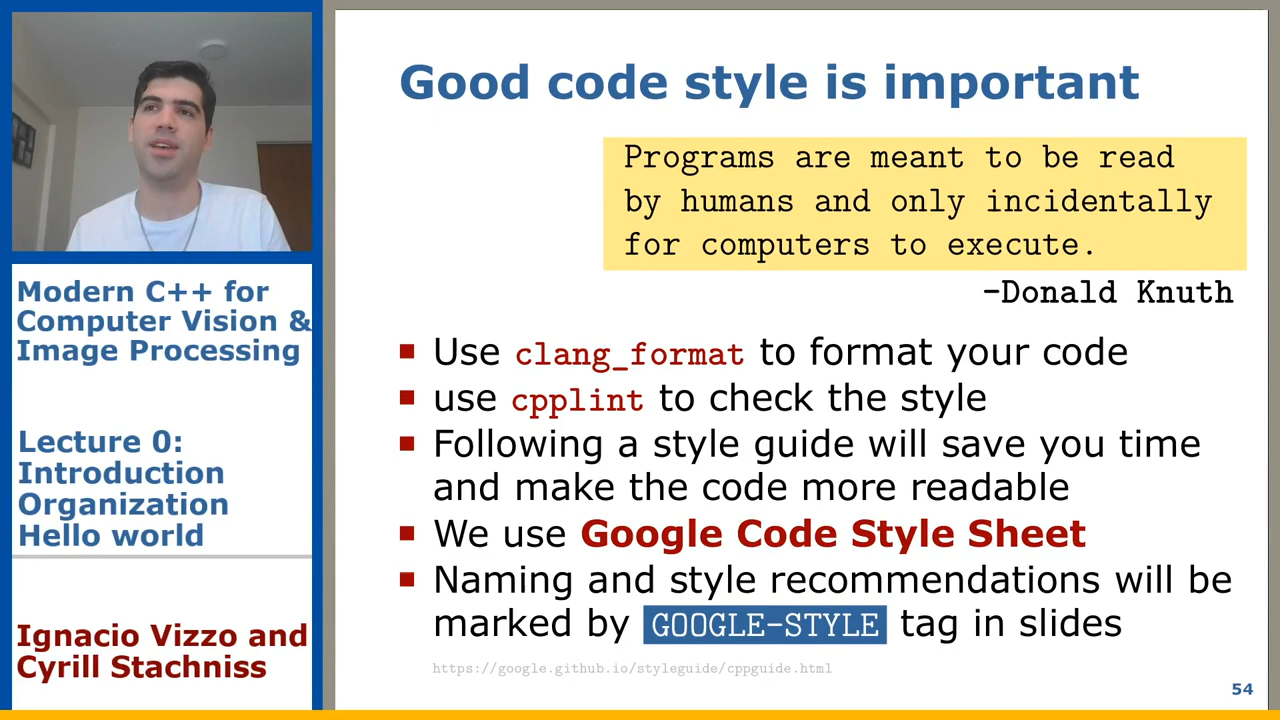 Good code style is important
Programs are meant to be read
by humans and only incidentally
for computers to execute.
-Donald Knuth
Use clang_format to format your code
use cpplint to check the style
Following a style guide will save you time
and make the code more readable
We use Google Code Style Sheet
Naming and style recommendations will be
marked by GOOGLE-STYLE tag in slides
https://google.github.io/styleguide/cppguide.html
54
Modern C++ for
Computer Vision &
Image Processing
Lecture 0:
Introduction
Organization
Hello world
Ignacio Vizzo and
Cyrill Stachniss